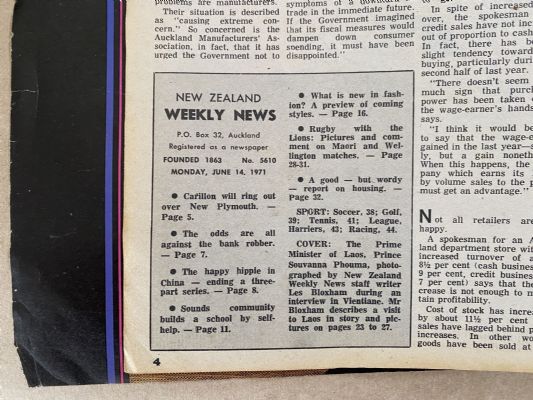 problems are manufacturers.
Their situation is described
as "causing extreme con-
cern." So concerned is the
Auckland Manufacturers' As-
sociation, in fact, that it has
urged the Government not to
symptoms of a
trade in the immediate future.
If the Government imagined
that its fiscal measures would
dampen down consumer
spending, it must have been
disappointed."
NEW ZEALAND
WEEKLY NEWS
P.O. Box 32, Auckland
Registered as a newspaper
FOUNDED 1863 No. 5610
MONDAY, JUNE 14, 1971
● Carillon will ring out
over New Plymouth. —
Page 5.
● The odds are all
against the bank robber.
— Page 7.
● The happy hippie in
China — ending a three-
part series. — Page 8.
● Sounds community
builds a school by self-
help. — Page 11.
● What is new in fash-
ion? A preview of coming
styles. — Page 16.
● Rugby with the
Lions: Pictures and com-
ment on Maori and Wel-
lington matches. — Page
28-31.
● A good — but wordy
— report on housing. —
Page 32.
SPORT: Soccer, 38; Golf,
39; Tennis, 41; League,
Harriers, 43; Racing, 44.
COVER: The Prime
Minister of Laos, Prince
Souvanna Phouma, photo-
graphed by New Zealand
Weekly News staff writer
Les Bloxham during an
interview in Vientiane. Mr
Bloxham describes a visit
to Laos in story and pic-
tures on pages 23 to 27.
In spite of increased
over, the spokesman
credit sales have not inc
out of proportion to cash
In fact, there has be
slight tendency toward
buying, particularly duri
second half of last year.
"There doesn't seem
much sign that purch
power has been taken
the wage-earner's hands
says.
"I think it would be
to say that the wage-e
gained in the last year—s
ly, but a gain noneth
When this happens, the
pany which earns its
by volume sales to the p
must get an advantage."
Not all retailers are
happy.
A spokesman for an A
land department store wit
increased turnover of a
8½ per cent (cash busines
9 per cent, credit busines
7 per cent) says that the
crease is not enough to m
tain profitability.
Cost of stock has increa
by about 11½ per cent
sales have lagged behind p
increases. In other wo
goods have been sold at
4